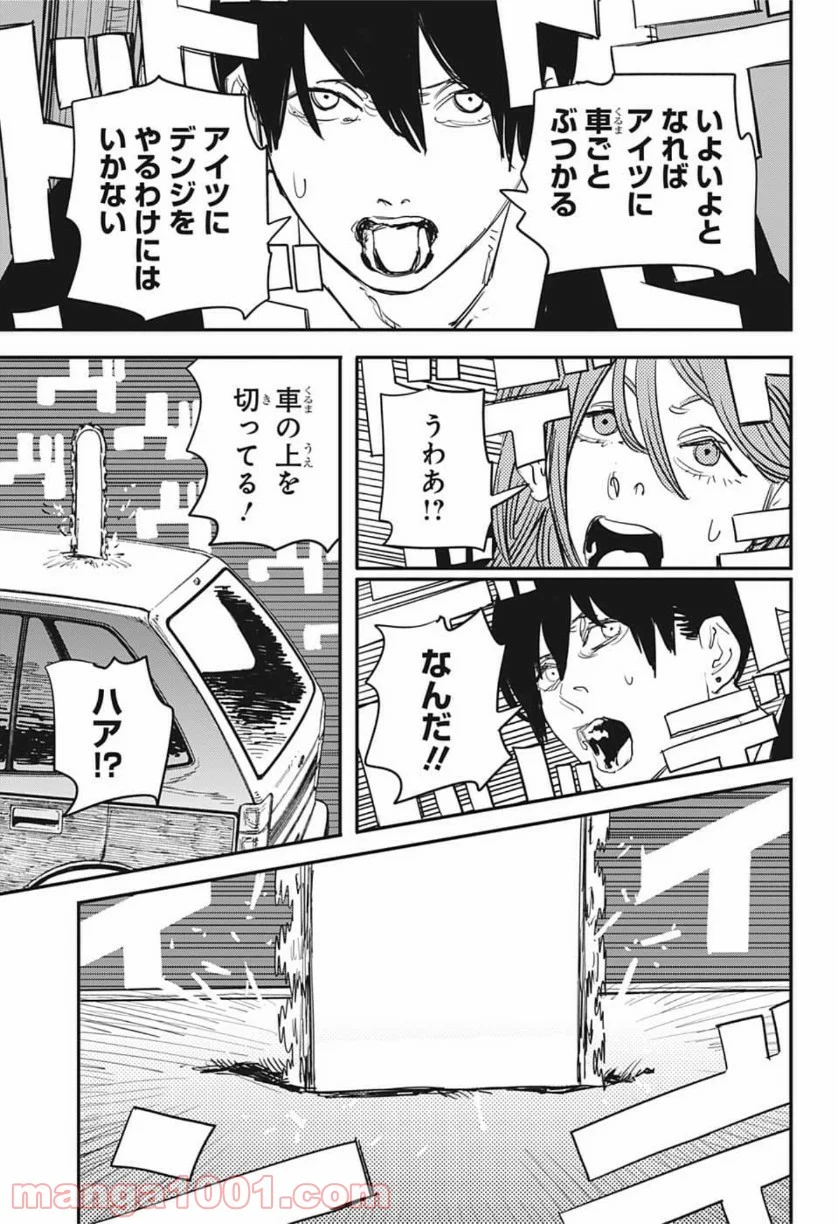 いよいよと
なれば
アイツに
車ごと
ぶつかる
アイツに
デンジを
やるわけには
いかない
うわあ!?
なんだ!!
車の上を
切ってる!
ハア!?
manga1001.com